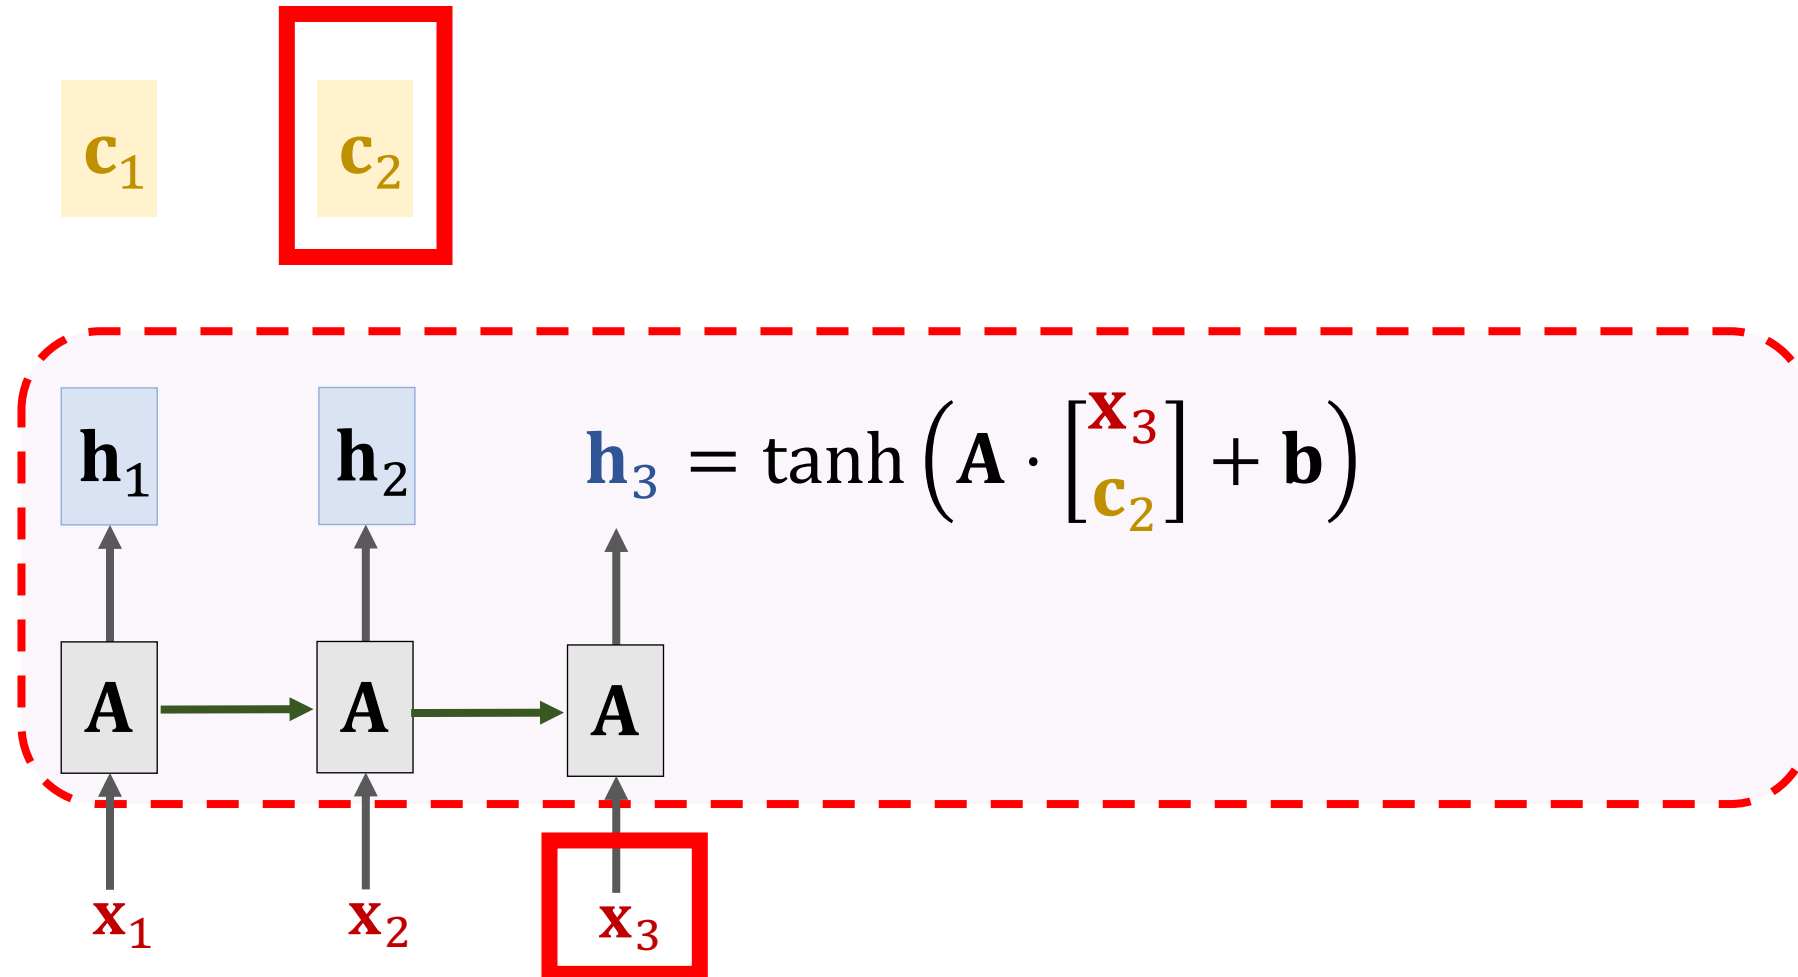 c₁ c₂
h₁ h₂ h₃ = tanh(A · [x₃ c₂] + b)
A A A
x₁ x₂ x₃